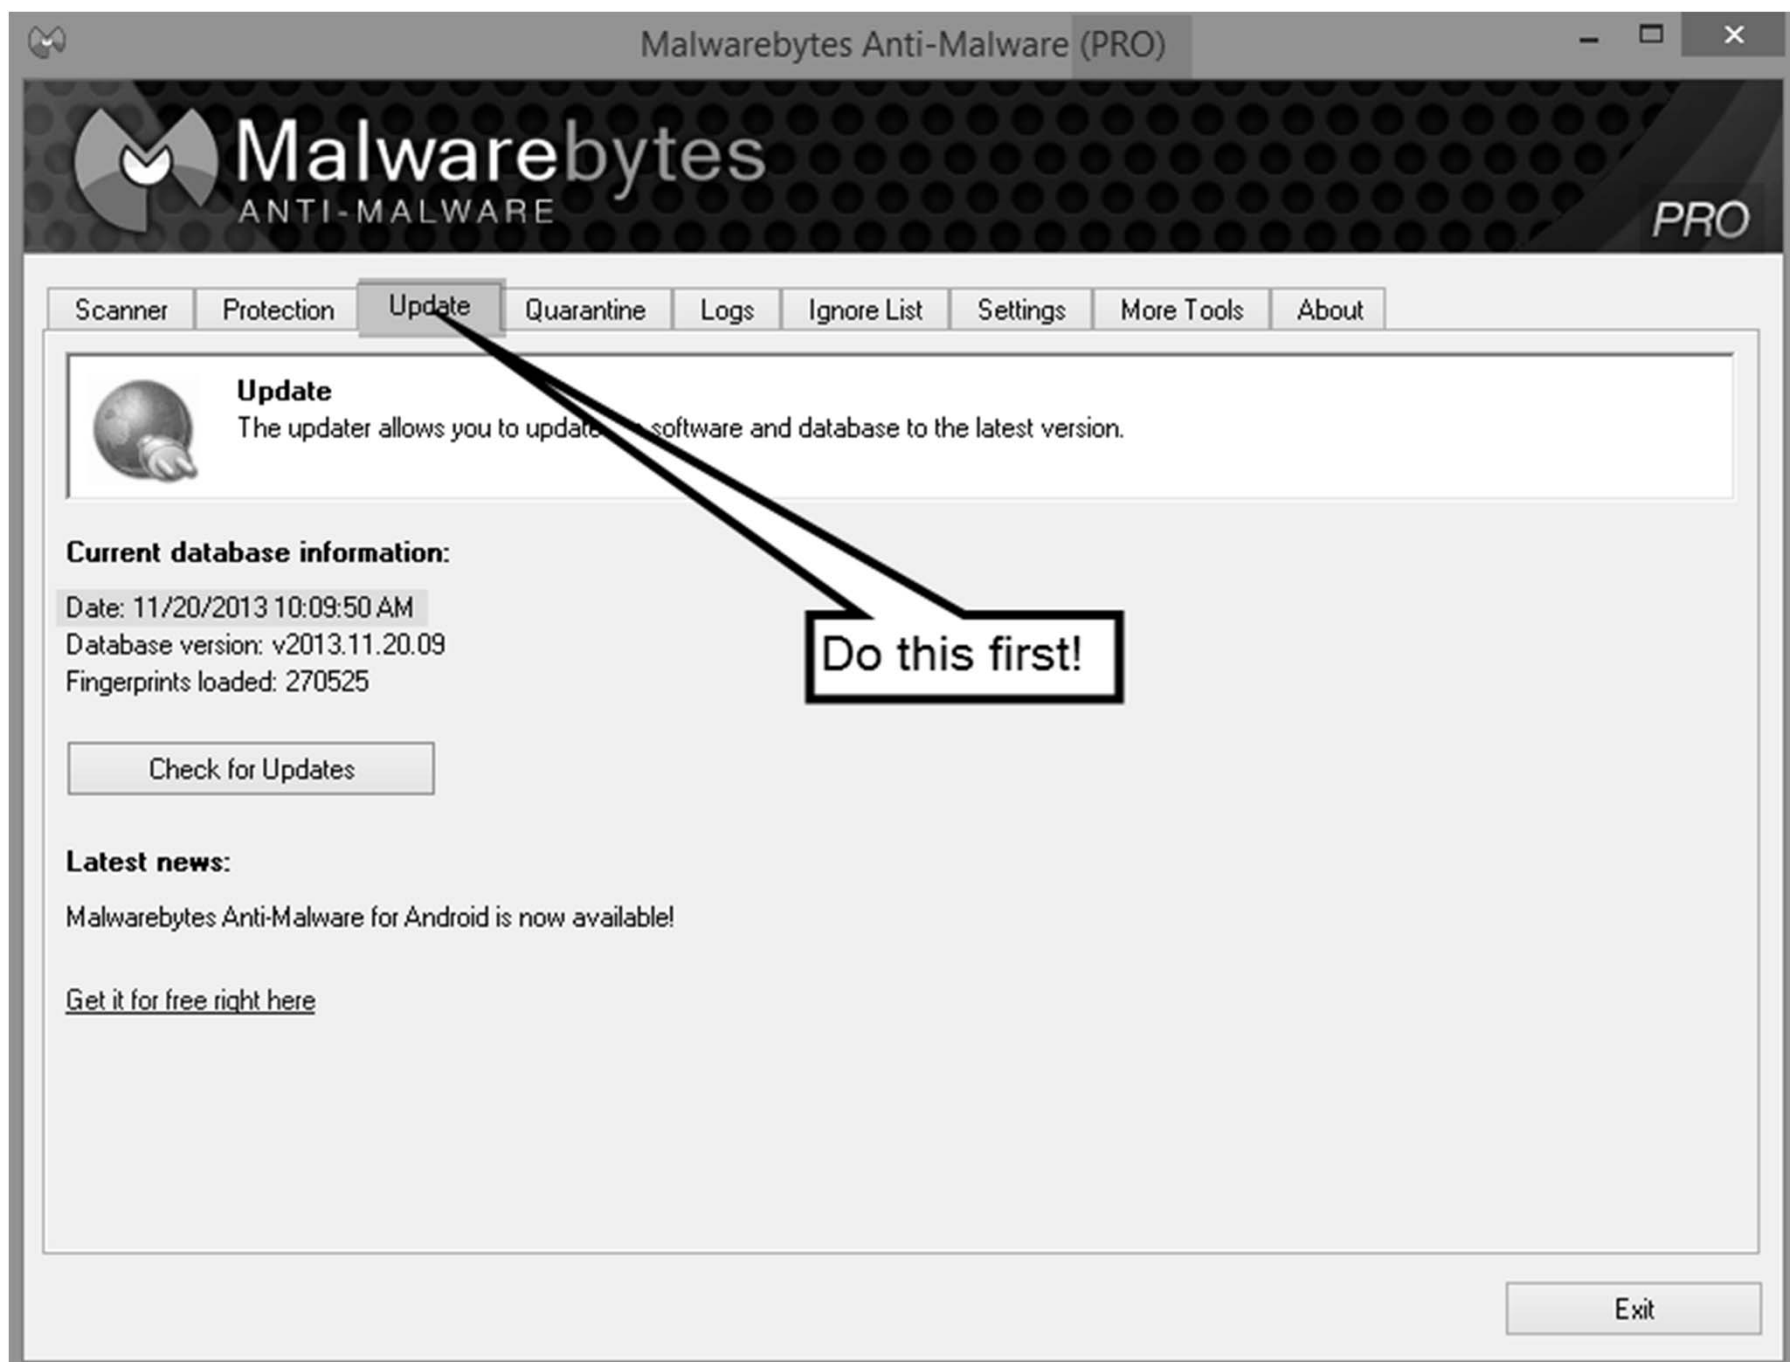 Malwarebytes Anti-Malware (PRO)
Malwarebytes
ANTI-MALWARE
PRO
Scanner Protection Update Quarantine Logs Ignore List Settings More Tools About
Update
The updater allows you to update software and database to the latest version.
Current database information:
Date: 11/20/2013 10:09:50 AM
Database version: v2013.11.20.09
Fingerprints loaded: 270525
Do this first!
Check for Updates
Latest news:
Malwarebytes Anti-Malware for Android is now available!
Get it for free right here
Exit